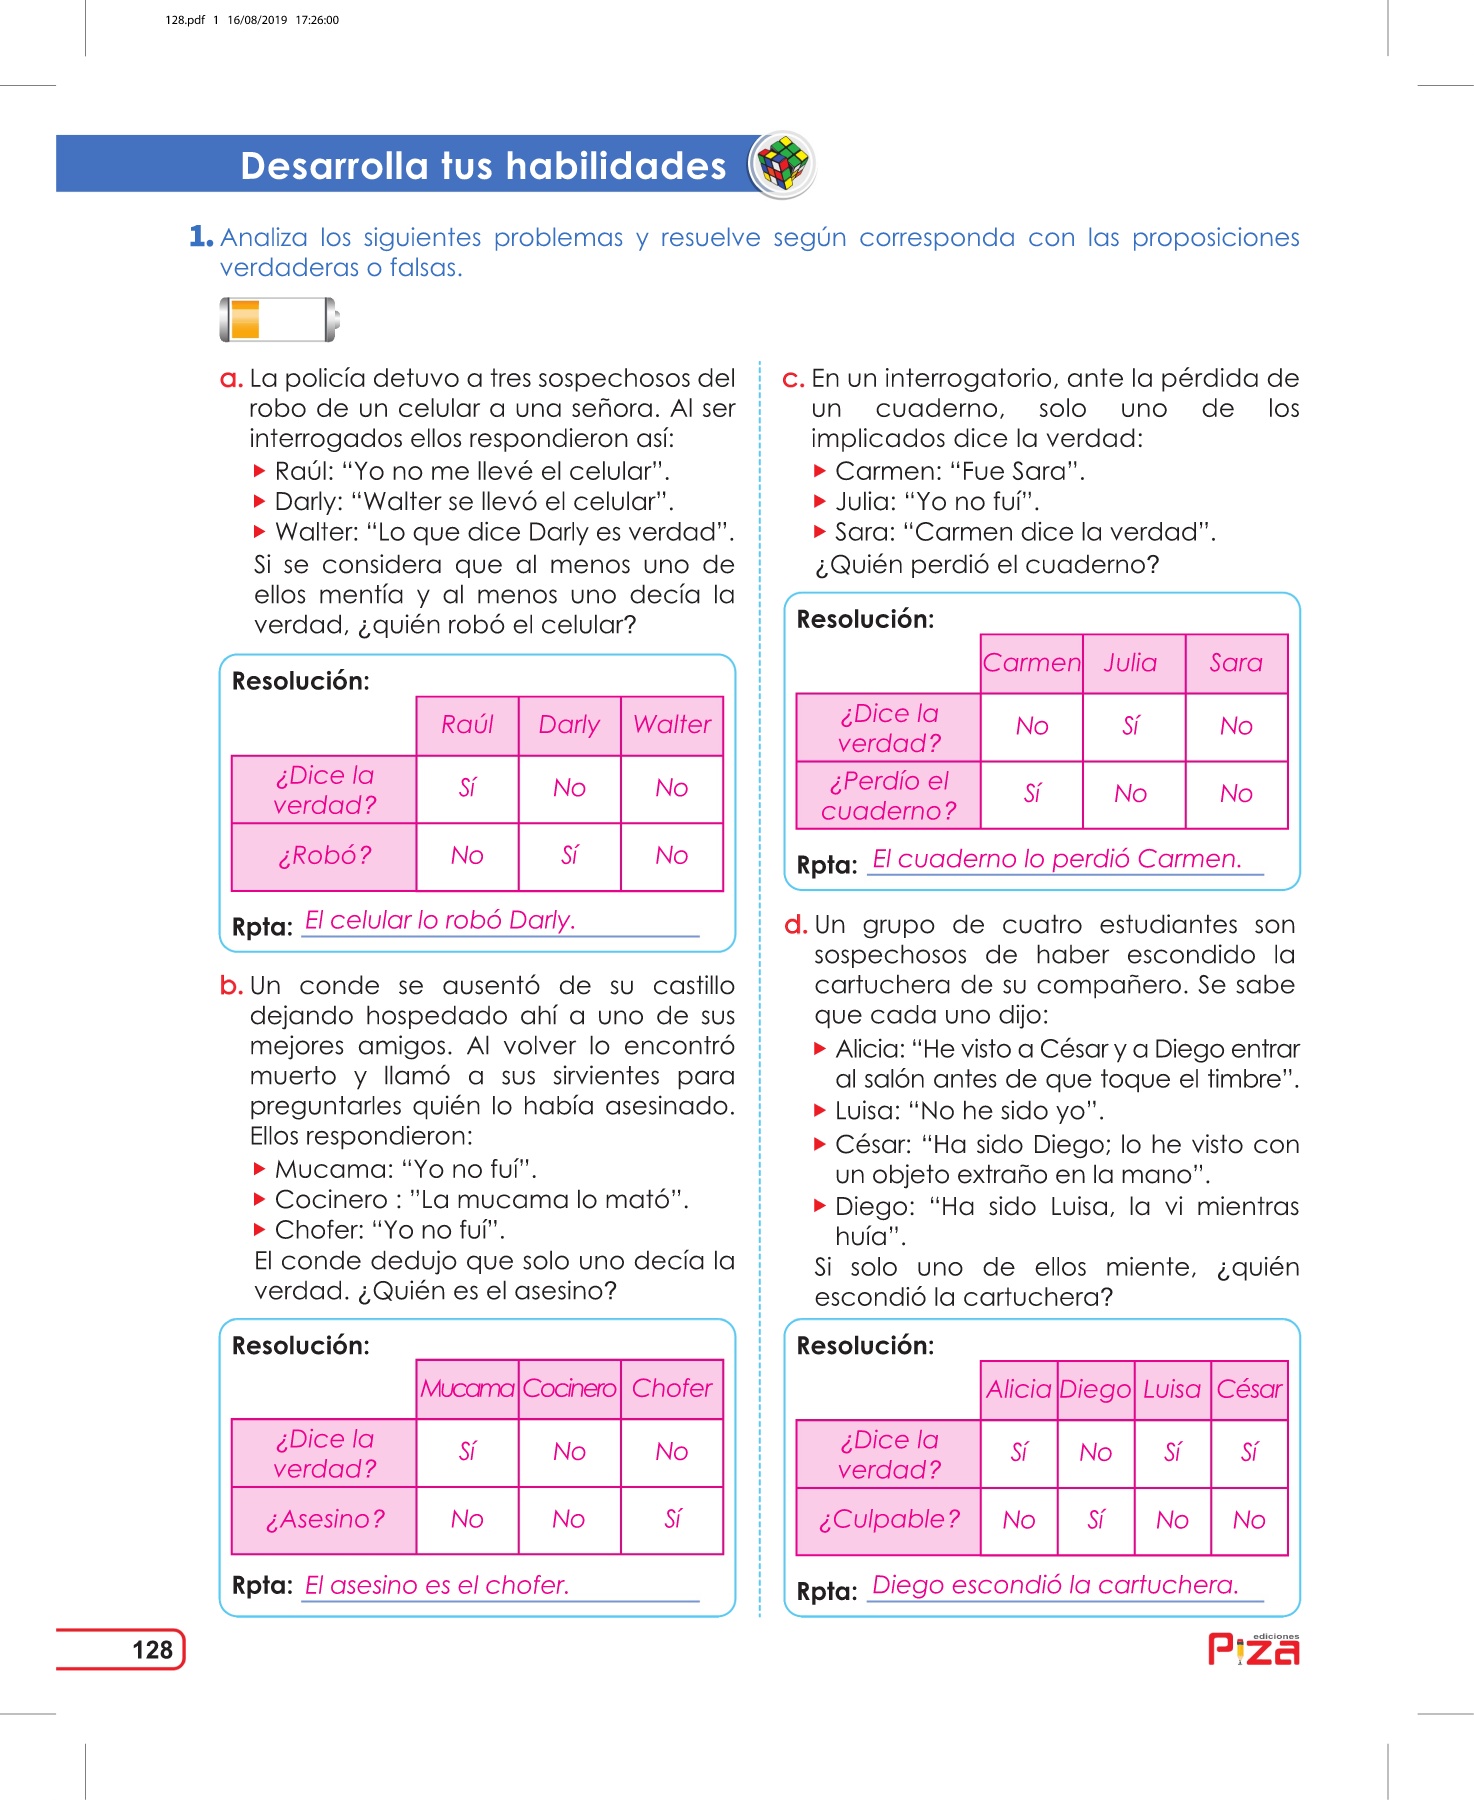 128.pdf 1 16/08/2019 17:26:00
Desarrolla tus habilidades
1. Analiza los siguientes problemas y resuelve según corresponda con las proposiciones
verdaderas o falsas.
a. La policía detuvo a tres sospechosos del
robo de un celular a una señora. Al ser
interrogados ellos respondieron así:
Raúl: “Yo no me llevé el celular”.
Darly: “Walter se llevó el celular”.
Walter: “Lo que dice Darly es verdad”.
Si se considera que al menos uno de
ellos mentía y al menos uno decía la
verdad, ¿quién robó el celular?
Resolución:
Raúl Darly Walter
¿Dice la
verdad?
Sí No No
¿Robó? No Sí No
Rpta: El celular lo robó Darly.
b. Un conde se ausentó de su castillo
dejando hospedado ahí a uno de sus
mejores amigos. Al volver lo encontró
muerto y llamó a sus sirvientes para
preguntarles quién lo había asesinado.
Ellos respondieron:
Mucama: “Yo no fuí”.
Cocinero : ”La mucama lo mató”.
Chofer: “Yo no fuí”.
El conde dedujo que solo uno decía la
verdad. ¿Quién es el asesino?
Resolución:
Mucama Cocinero Chofer
¿Dice la
verdad?
Sí No No
¿Asesino? No No Sí
Rpta: El asesino es el chofer.
c. En un interrogatorio, ante la pérdida de
un cuaderno, solo uno de los
implicados dice la verdad:
Carmen: “Fue Sara”.
Julia: “Yo no fuí”.
Sara: “Carmen dice la verdad”.
¿Quién perdió el cuaderno?
Resolución:
Carmen Julia Sara
¿Dice la
verdad?
No Sí No
¿Perdío el
cuaderno?
Sí No No
Rpta: El cuaderno lo perdió Carmen.
d. Un grupo de cuatro estudiantes son
sospechosos de haber escondido la
cartuchera de su compañero. Se sabe
que cada uno dijo:
Alicia: “He visto a César y a Diego entrar
al salón antes de que toque el timbre”.
Luisa: “No he sido yo”.
César: “Ha sido Diego; lo he visto con
un objeto extraño en la mano”.
Diego: “Ha sido Luisa, la vi mientras
huía”.
Si solo uno de ellos miente, ¿quién
escondió la cartuchera?
Resolución:
Alicia Diego Luisa César
¿Dice la
verdad?
Sí No Sí Sí
¿Culpable? No Sí No No
Rpta: Diego escondió la cartuchera.
128
ediciones
Piza